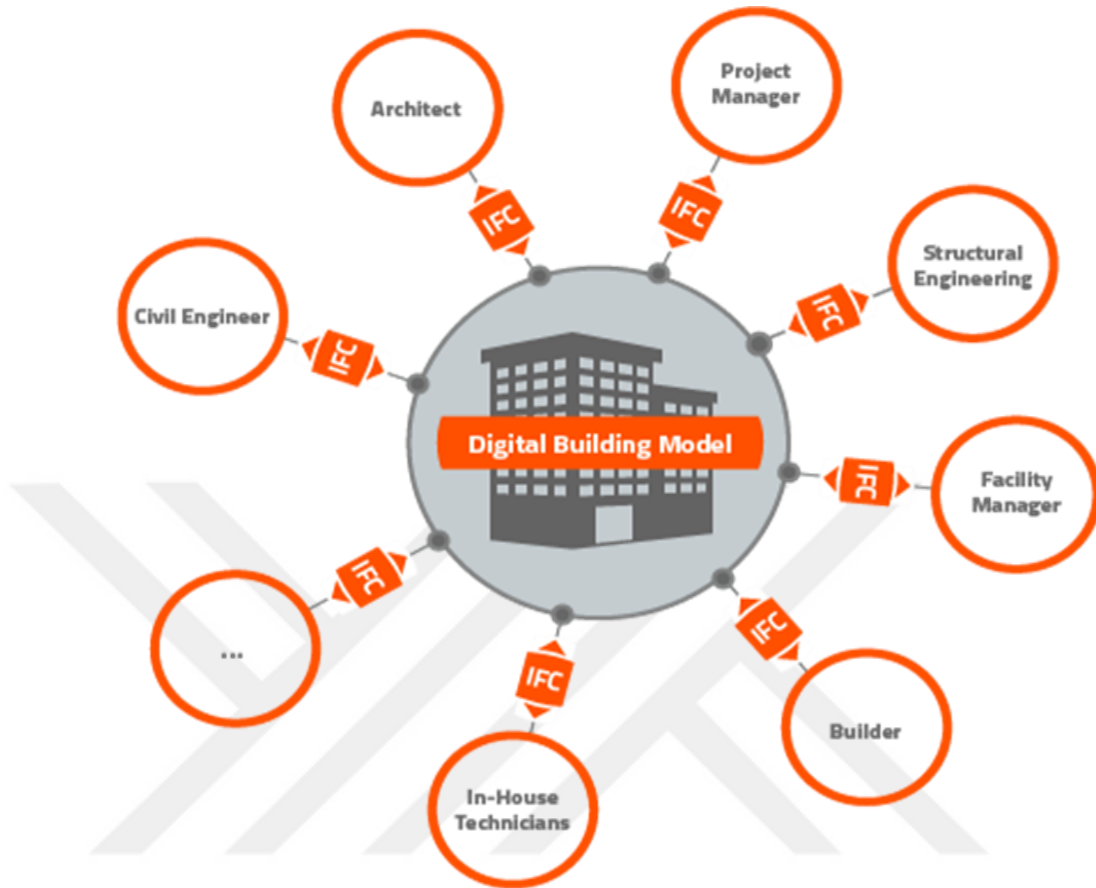 Project
Manager
Architect
IFC
IFC
Structural
Engineering
IFC
Civil Engineer
IFC
Digital Building Model
Facility
Manager
IFC
IFC
...
IFC
Builder
IFC
In-House
Technicians